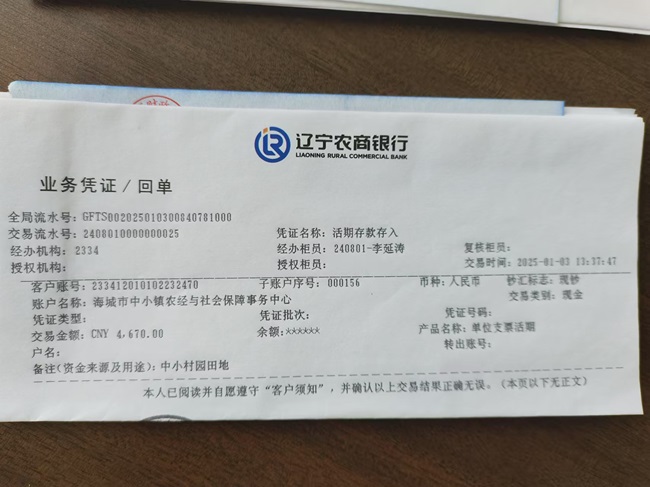 辽宁农商银行
LIAONING RURAL COMMERCIAL BANK
业务凭证/回单
全局流水号: GFTS002025010300840781000
交易流水号: 2408010000000025 凭证名称: 活期存款存入
经办机构: 2334 经办柜员: 240801-李延涛 复核柜员:
授权机构: 授权柜员: 交易时间: 2025-01-03 13:37:47
客户账号: 233412010102232470 子账户序号: 000156 币种: 人民币 钞汇标志: 现钞
账户名称: 海城市中小镇农经与社会保障事务中心 交易类别: 现金
凭证类型: 凭证批次: 凭证号码:
交易金额: CNY 4,670.00 余额:****** 产品名称: 单位支票活期
户名: 转出账号:
备注(资金来源及用途): 中小村园田地
本人已阅读并自愿遵守“客户须知”, 并确认以上交易结果正确无误。(本页以下无正文)